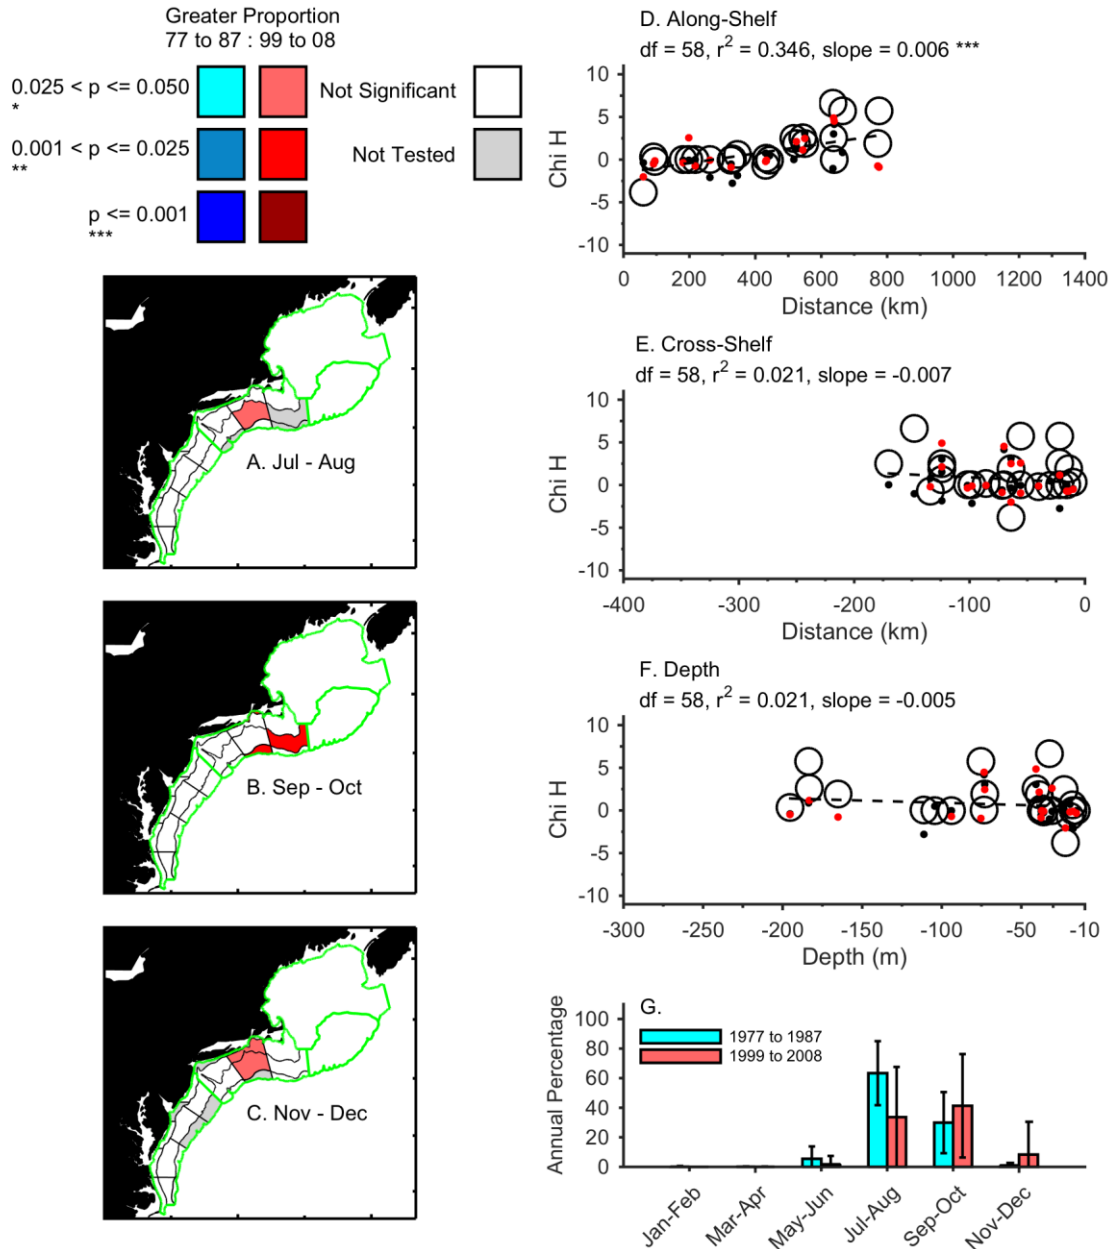 Greater Proportion
77 to 87 : 99 to 08
0.025 < p <= 0.050
*
Not Significant
0.001 < p <= 0.025
**
Not Tested
p <= 0.001
***
A. Jul - Aug
B. Sep - Oct
C. Nov - Dec
D. Along-Shelf
df = 58, r² = 0.346, slope = 0.006 ***
10
5
0
-5
-10
Chi H
0 200 400 600 800 1000 1200 1400
Distance (km)
E. Cross-Shelf
df = 58, r² = 0.021, slope = -0.007
10
5
0
-5
-10
Chi H
-400 -300 -200 -100 0
Distance (km)
F. Depth
df = 58, r² = 0.021, slope = -0.005
10
5
0
-5
-10
Chi H
-300 -250 -200 -150 -100 -50 -10
Depth (m)
G.
1977 to 1987
1999 to 2008
100
80
60
40
20
0
Annual Percentage
Jan-Feb Mar-Apr May-Jun Jul-Aug Sep-Oct Nov-Dec